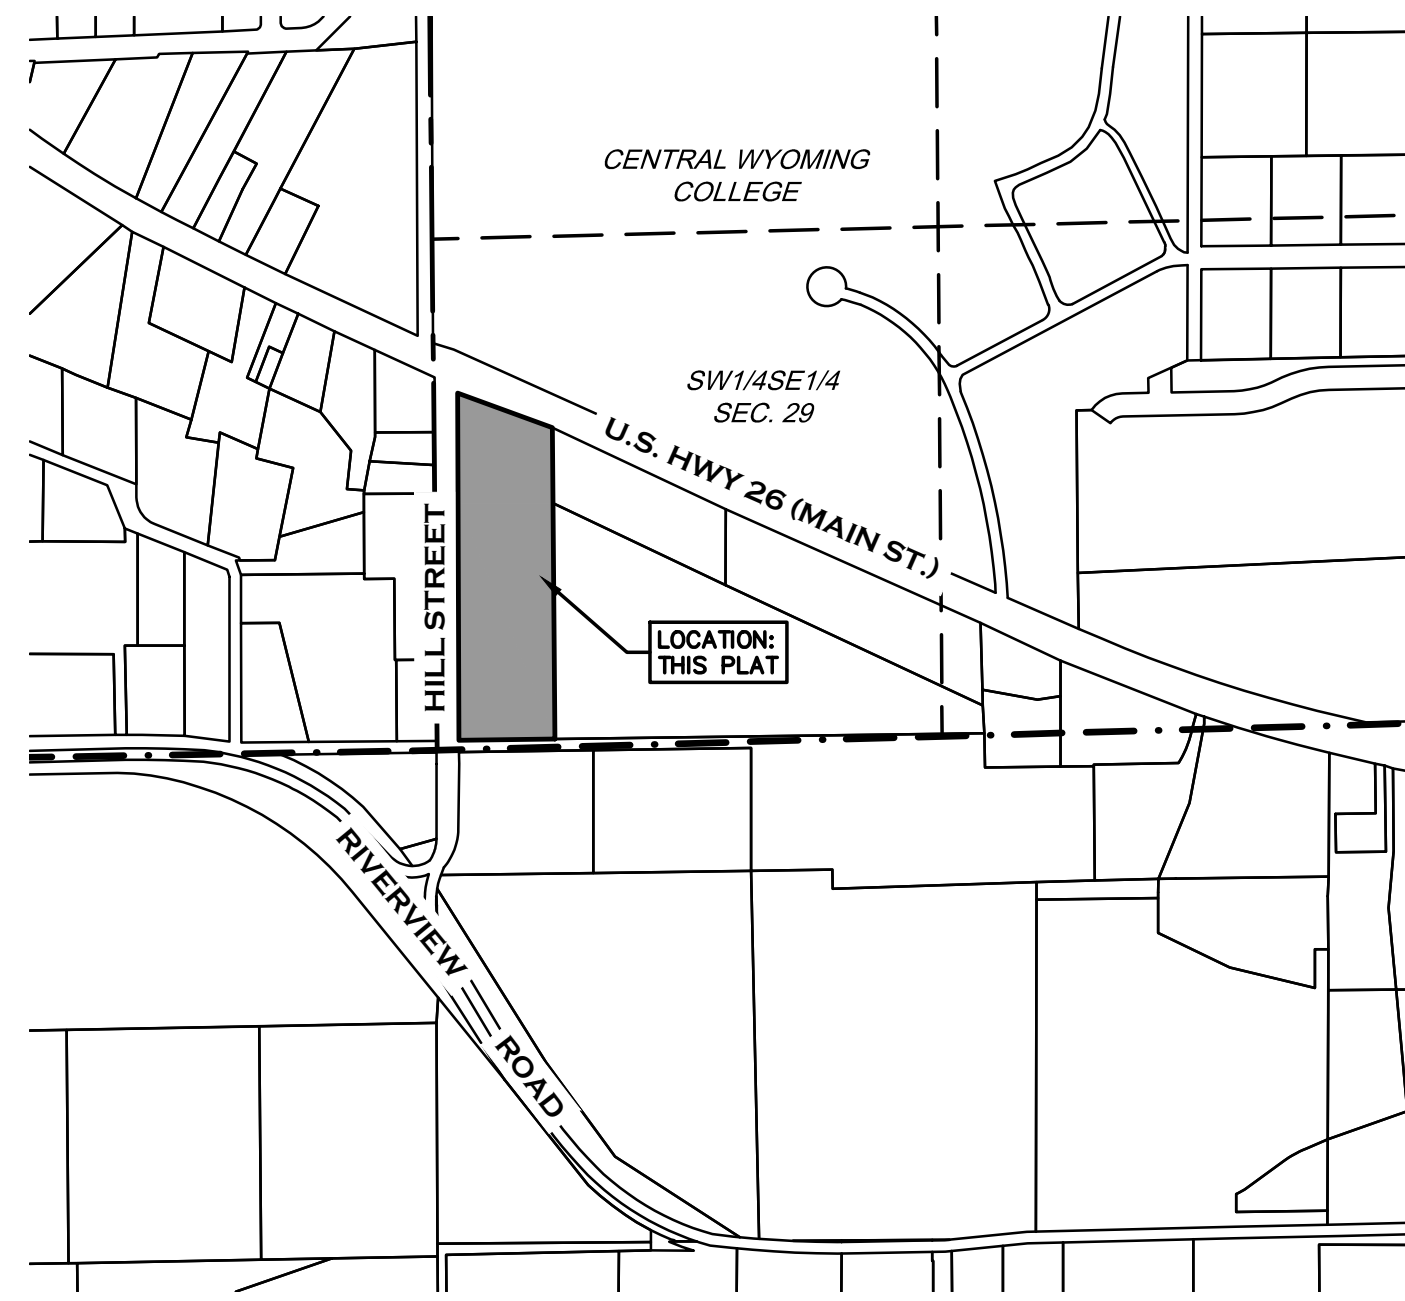 CENTRAL WYOMING
COLLEGE
SW1/4SE1/4
SEC. 29
U.S. HWY 26 (MAIN ST.)
HILL STREET
LOCATION:
THIS PLAT
RIVERVIEW ROAD